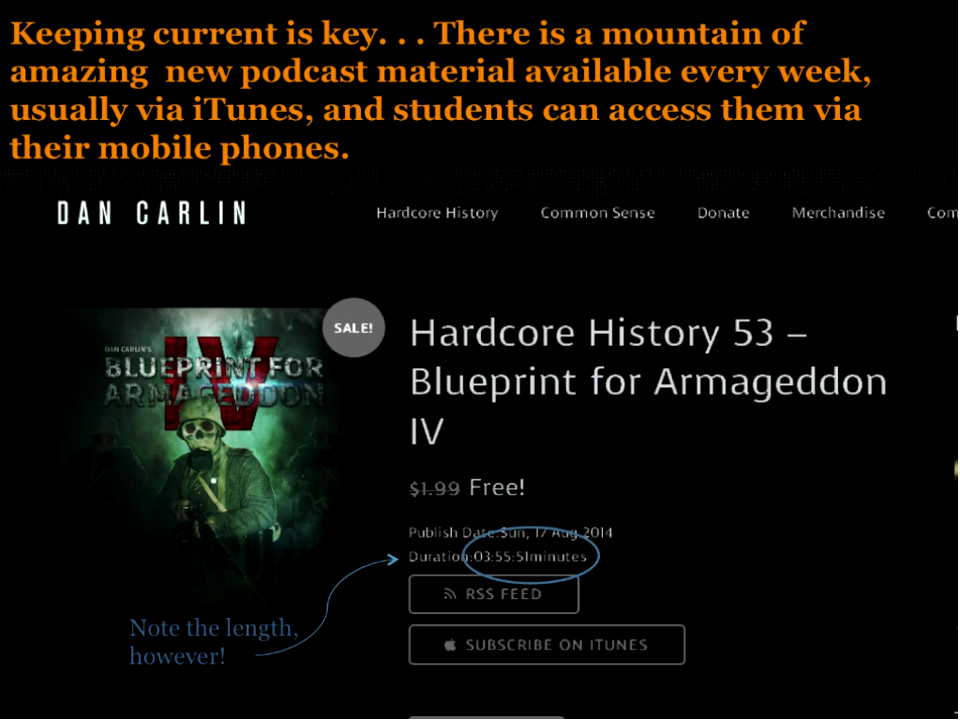 Keeping current is key. . . There is a mountain of
amazing  new podcast material available every week,
usually via iTunes, and students can access them via
their mobile phones.
DAN CARLIN
Hardcore History
Common Sense
Donate
Merchandise
SALE!
DAN CARLIN'S
BLUEPRINT FOR
ARMAGEDDON
IV
Hardcore History 53 –
Blueprint for Armageddon
IV
$1.99 Free!
Publish Date:Sun, 17 Aug 2014
Duration:03:55:51minutes
RSS FEED
SUBSCRIBE ON ITUNES
Note the length,
however!